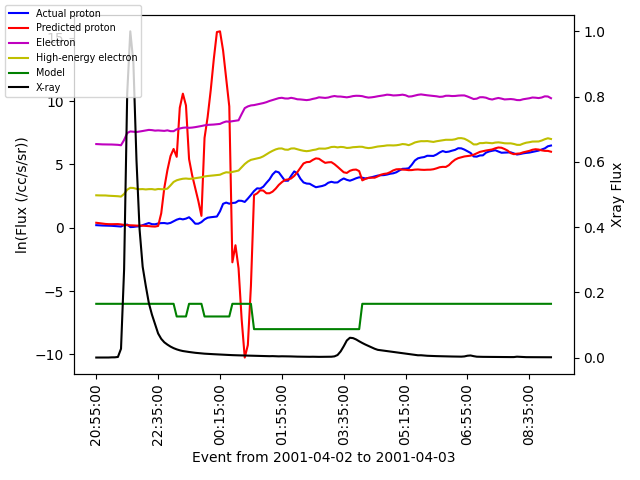 Actual proton
Predicted proton
Electron
High-energy electron
Model
X-ray
10
5
0
−5
−10
ln(Flux (/cc/s/sr))
1.0
0.8
0.6
0.4
0.2
0.0
Xray Flux
20:55:00
22:35:00
00:15:00
01:55:00
03:35:00
05:15:00
06:55:00
08:35:00
Event from 2001-04-02 to 2001-04-03